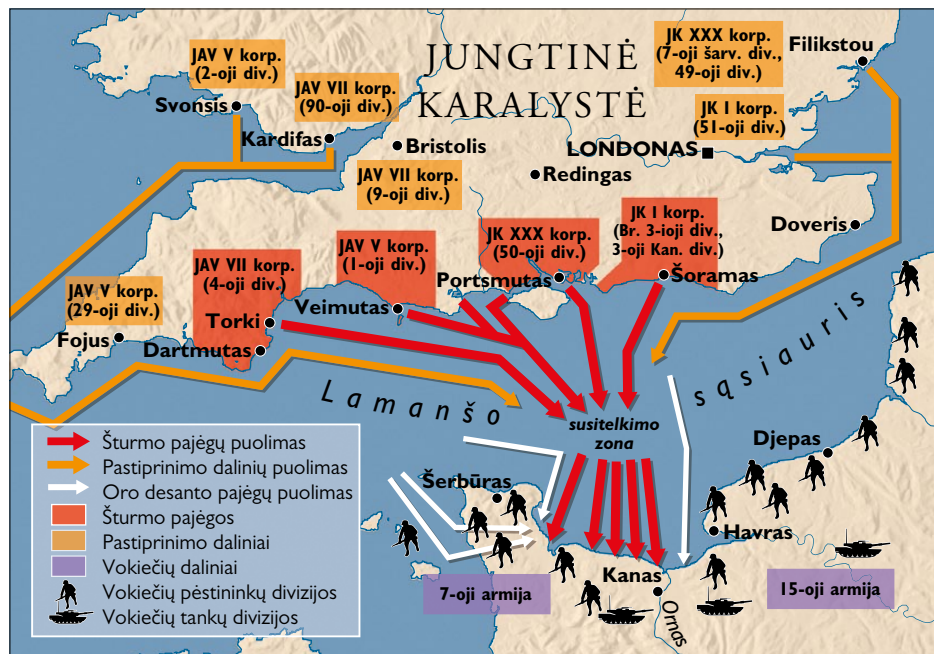 JUNGTINĖ
KARALYSTĖ
JAV V korp.
(2-oji div.)
Svonsis
JAV VII korp.
(90-oji div.)
Kardifas
Bristolis
JAV VII korp.
(9-oji div.)
JK XXX korp.
(7-oji šarv. div.,
49-oji div.)
Filikstou
JK I korp.
(51-oji div.)
LONDONAS
Redingas
Doveris
JAV V korp.
(29-oji div.)
Fojus
JAV VII korp.
(4-oji div.)
Torki
Dartmutas
JAV V korp.
(1-oji div.)
Veimutas
JK XXX korp.
(50-oji div.)
Portsmutas
JK I korp.
(Br. 3-ioji div.,
3-oji Kan. div.)
Šoramas
Lamanšo
sąsiauris
susitelkimo
zona
Šturmo pajėgų puolimas
Pastiprinimo dalinių puolimas
Oro desanto pajėgų puolimas
Šturmo pajėgos
Pastiprinimo daliniai
Vokiečių daliniai
Vokiečių pėstininkų divizijos
Vokiečių tankų divizijos
Šerbūras
Djepas
Havras
Kanas
Ornas
7-oji armija
15-oji armija